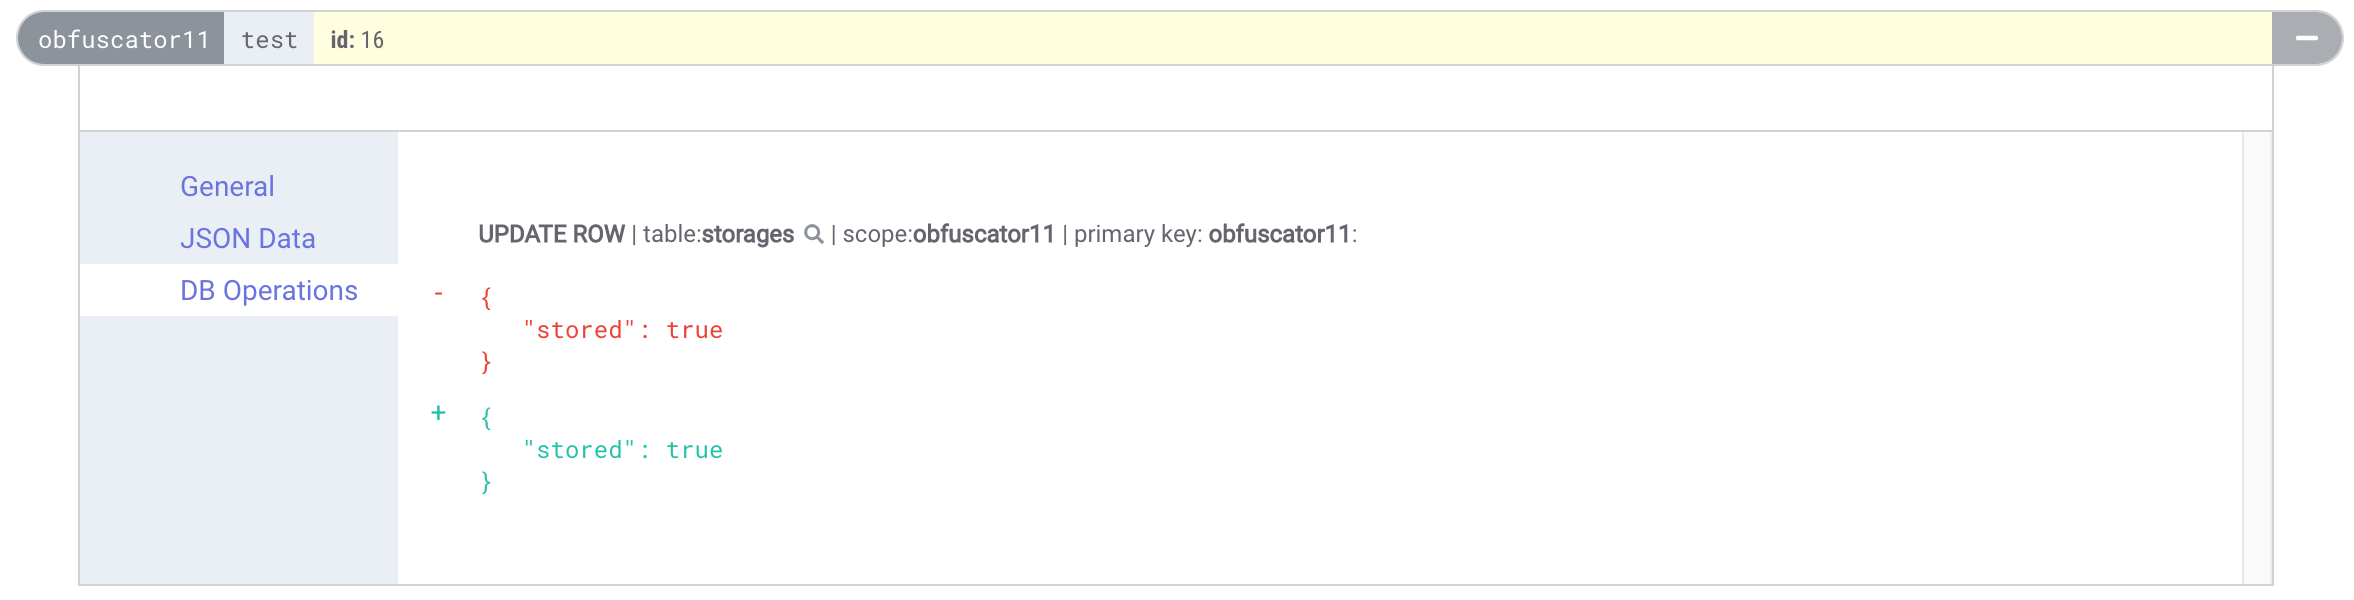 obfuscator11 test id: 16
General
JSON Data
DB Operations
UPDATE ROW | table:storages | scope:obfuscator11 | primary key: obfuscator11:
- {
"stored": true
}
+ {
"stored": true
}